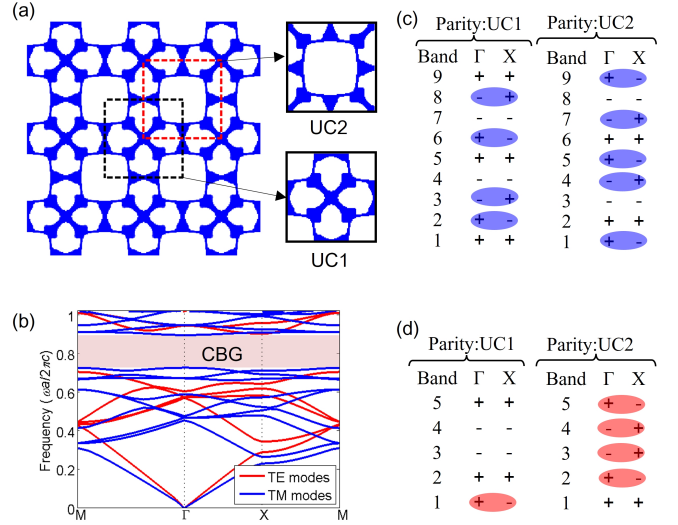 (a)
UC2
UC1
(b)
Frequency (ωa/2πc)
1
0.8
0.6
0.4
0.2
0
CBG
TE modes
TM modes
M Γ X M
(c)
Parity:UC1 Parity:UC2
Band Γ X Band Γ X
9 + + 9 + -
8 - + 8 - -
7 - - 7 - +
6 + - 6 + +
5 + + 5 + -
4 - - 4 - +
3 - + 3 - -
2 + - 2 + +
1 + + 1 + -
(d)
Parity:UC1 Parity:UC2
Band Γ X Band Γ X
5 + + 5 + -
4 - - 4 - +
3 - - 3 - +
2 + + 2 + -
1 + - 1 + +